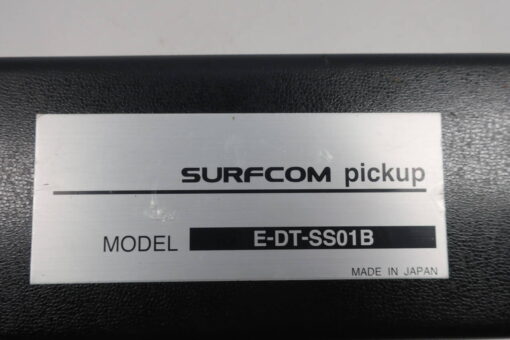 SURFCOM pickup
MODEL E-DT-SS01B
MADE IN JAPAN